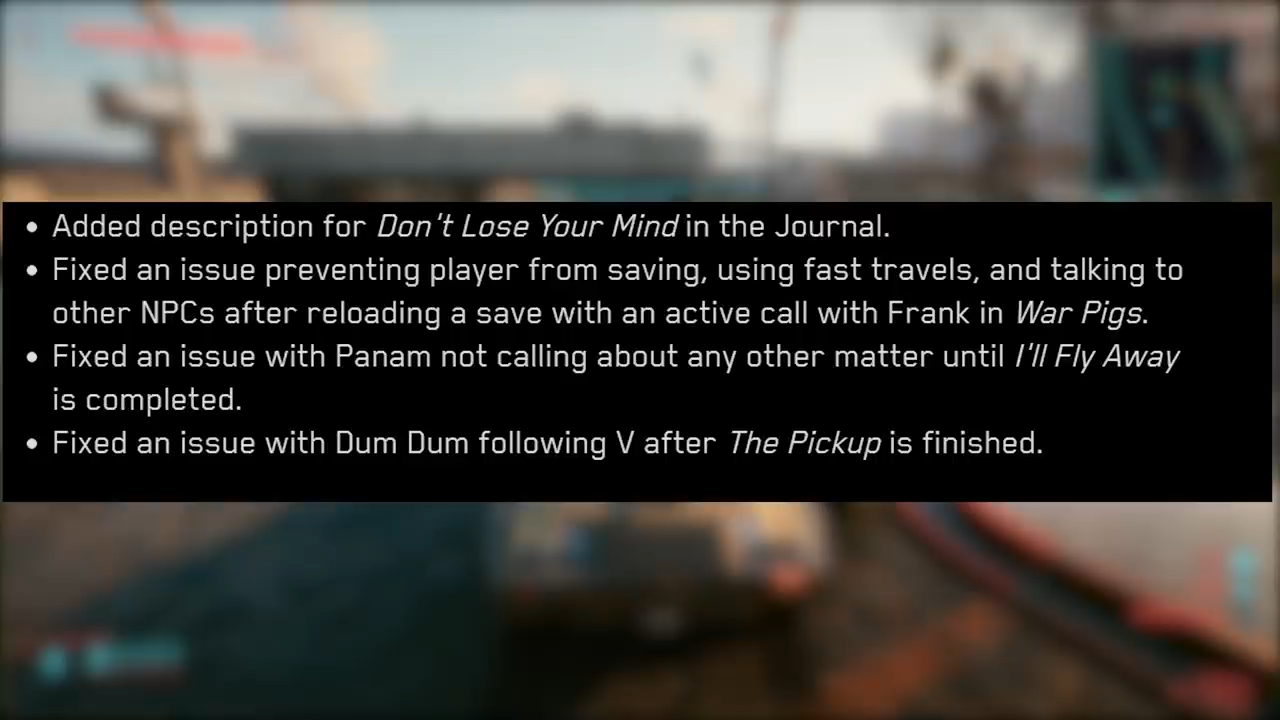 • Added description for Don't Lose Your Mind in the Journal.
• Fixed an issue preventing player from saving, using fast travels, and talking to
other NPCs after reloading a save with an active call with Frank in War Pigs.
• Fixed an issue with Panam not calling about any other matter until I'll Fly Away
is completed.
• Fixed an issue with Dum Dum following V after The Pickup is finished.